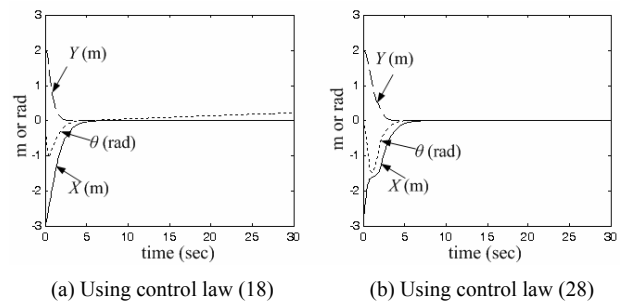 (a)
3
2
1
0
-1
-2
-3
m or rad
Y (m)
θ (rad)
X (m)
0 5 10 15 20 25 30
time (sec)
(a) Using control law (18)
(b)
3
2
1
0
-1
-2
-3
m or rad
Y (m)
θ (rad)
X (m)
0 5 10 15 20 25 30
time (sec)
(b) Using control law (28)